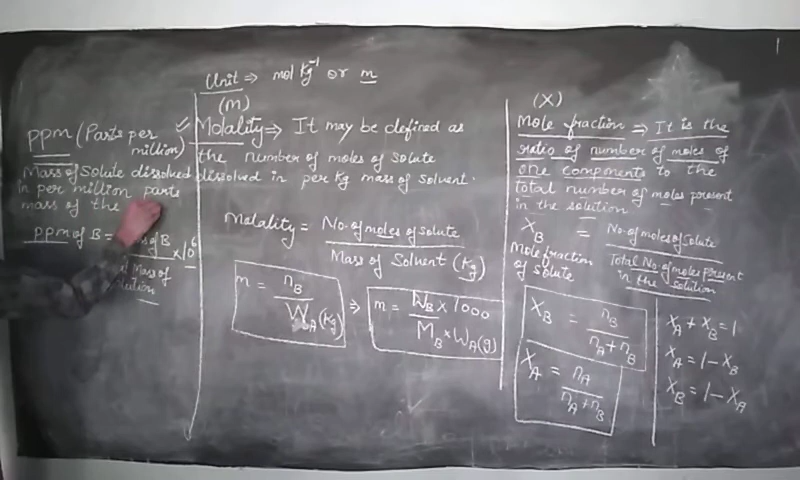 ppm (Parts per million)
Mass of Solute dissolved
in per million parts
mass of the
ppm of B = of B × 10⁶
Mass of
Unit ⇒ mol Kg⁻¹ or m
(m)
Molality ⇒ It may be defined as
the number of moles of solute
dissolved in per Kg mass of solvent.
Molality = No. of moles of solute
Mass of Solvent (Kg)
m = n_B / W_A (Kg) ⇒ m = W_B × 1000 / M_B × W_A (g)
(X)
Mole fraction ⇒ It is the
ratio of number of moles of
one components to the
total number of moles present
in the solution
X_B = No. of moles of solute
Mole fraction of solute
Total No. of moles present
in the solution
X_B = n_B / n_A + n_B
X_A = n_A / n_A + n_B
X_A + X_B = 1
X_A = 1 − X_B
X_B = 1 − X_A